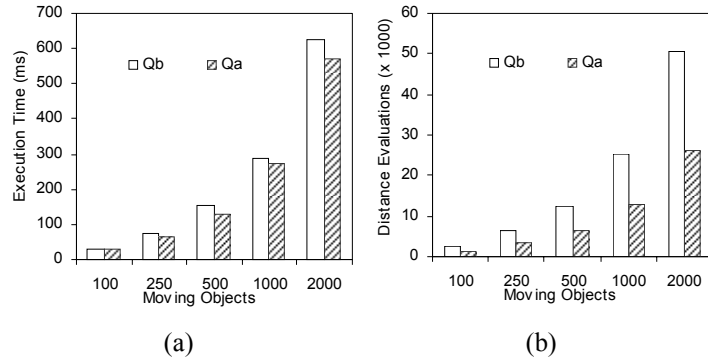 700
600
500
400
300
200
100
0
Execution Time (ms)
Qb Qa
100 250 500 1000 2000
Moving Objects
(a)
60
50
40
30
20
10
0
Distance Evaluations (x 1000)
Qb Qa
100 250 500 1000 2000
Moving Objects
(b)